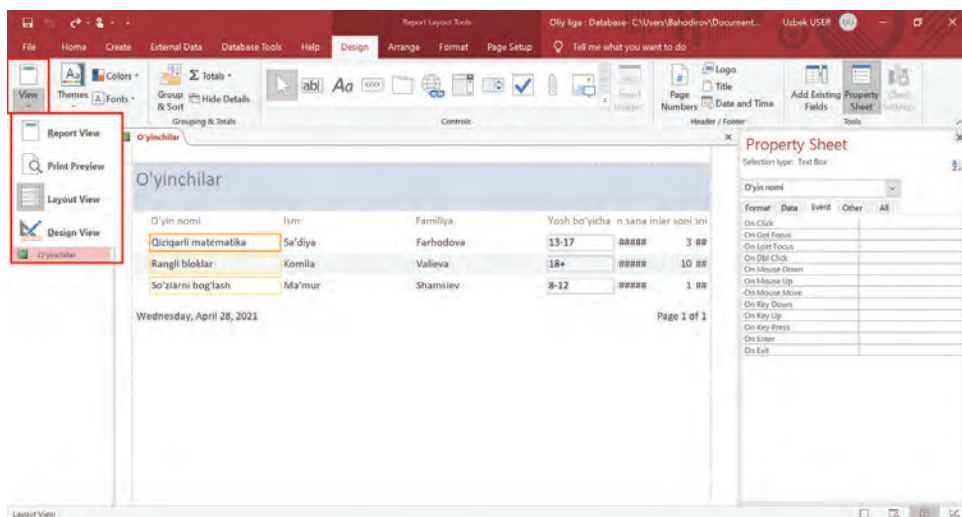 Report Layout Tools
Oliy liga : Database- C:\Users\Bahodirov\Document...
Uzbek USER
File Home Create External Data Database Tools Help Design Arrange Format Page Setup Tell me what you want to do
View
Themes
Colors
Fonts
Group & Sort
Totals
Hide Details
Grouping & Totals
abl Aa xxxx
Insert Image
Controls
Page Numbers
Logo
Title
Date and Time
Header / Footer
Add Existing Fields
Property Sheet
Tools
Report View
Print Preview
Layout View
Design View
O'yinchilar
O'yinchilar
O'yinchilar
O'yin nomi Ism Familiya Yosh bo'yicha n sana inlar soni
Qiziqarli matematika Sa'diya Farhodova 13-17 ##### 3 ##
Rangli bloklar Komila Valieva 18+ ##### 10 ##
So'zlarni bog'lash Ma'mur Shamsiev 8-12 ##### 1 ##
Wednesday, April 28, 2021 Page 1 of 1
Property Sheet
Selection type: Text Box
O'yin nomi
Format Data Event Other All
On Click
On Got Focus
On Lost Focus
On Dbl Click
On Mouse Down
On Mouse Up
On Mouse Move
On Key Down
On Key Up
On Key Press
On Enter
On Exit
Layout View